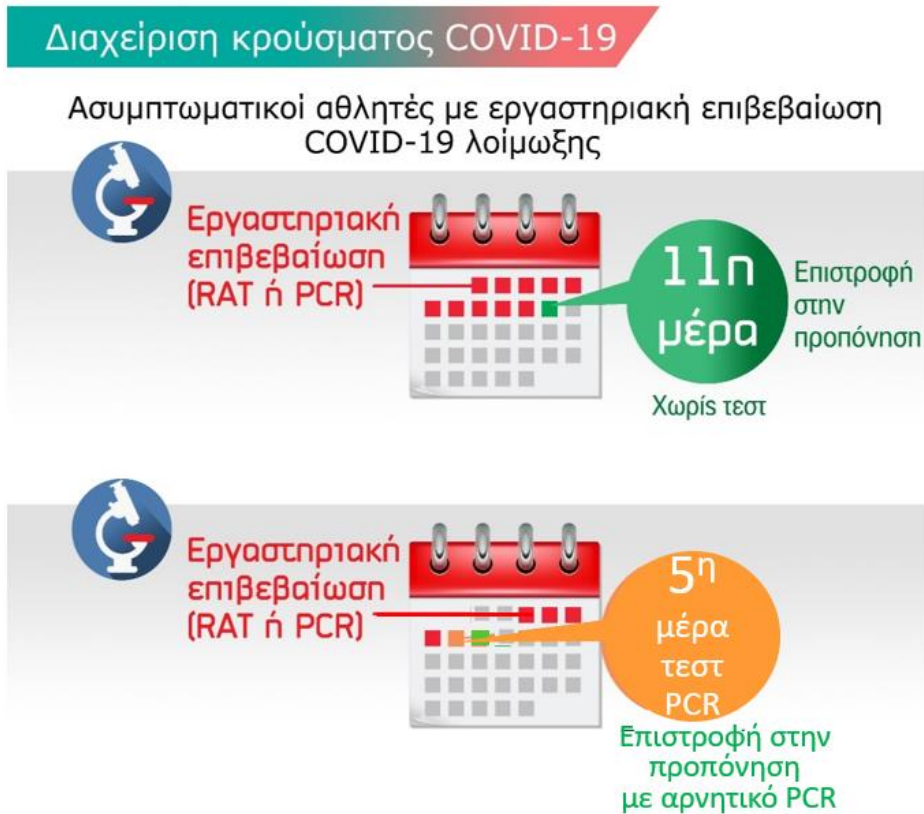 Διαχείριση κρούσματος COVID-19
Ασυμπτωματικοί αθλητές με εργαστηριακή επιβεβαίωση
COVID-19 λοίμωξης
Εργαστηριακή
επιβεβαίωση
(RAT ή PCR)
11η
μέρα
Επιστροφή
στην
προπόνηση
Χωρίς τεστ
Εργαστηριακή
επιβεβαίωση
(RAT ή PCR)
5η
μέρα
τεστ
PCR
Επιστροφή στην
προπόνηση
με αρνητικό PCR